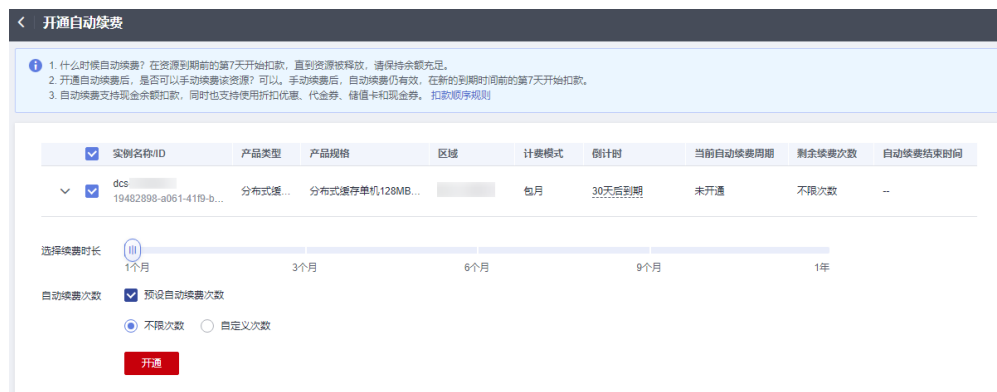 开通自动续费
1. 什么时候自动续费？在资源到期前的第7天开始扣款，直到资源被释放，请保持余额充足。
2. 开通自动续费后，是否可以手动续费该资源？可以。手动续费后，自动续费仍有效，在新的到期时间前的第7天开始扣款。
3. 自动续费支持现金余额扣款，同时也支持使用折扣优惠、代金券、储值卡和现金券。 扣款顺序规则
实例名称/ID 产品类型 产品规格 区域 计费模式 倒计时 当前自动续费周期 剩余续费次数 自动续费结束时间
dcs-
19482898-a061-41f9-b... 分布式缓... 分布式缓存单机128MB... 包月 30天后到期 未开通 不限次数 --
选择续费时长
1个月 3个月 6个月 9个月 1年
自动续费次数 预设自动续费次数
不限次数 自定义次数
开通